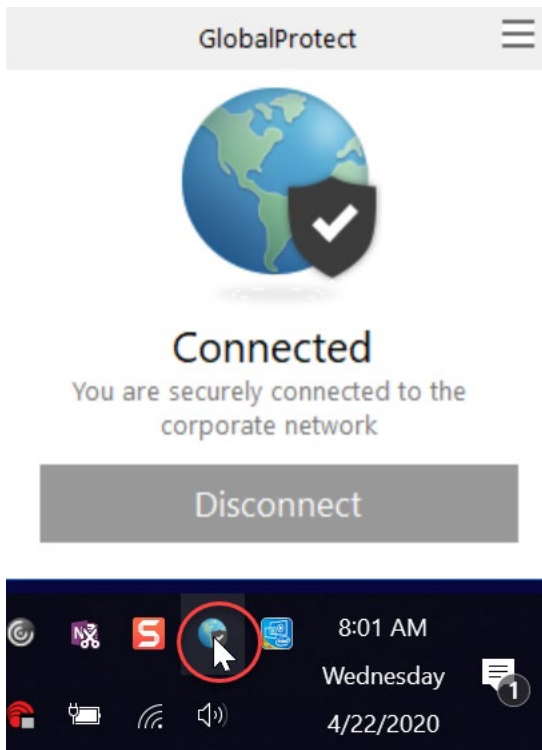 GlobalProtect
Connected
You are securely connected to the
corporate network
Disconnect
N
S
8:01 AM
Wednesday
1
4/22/2020